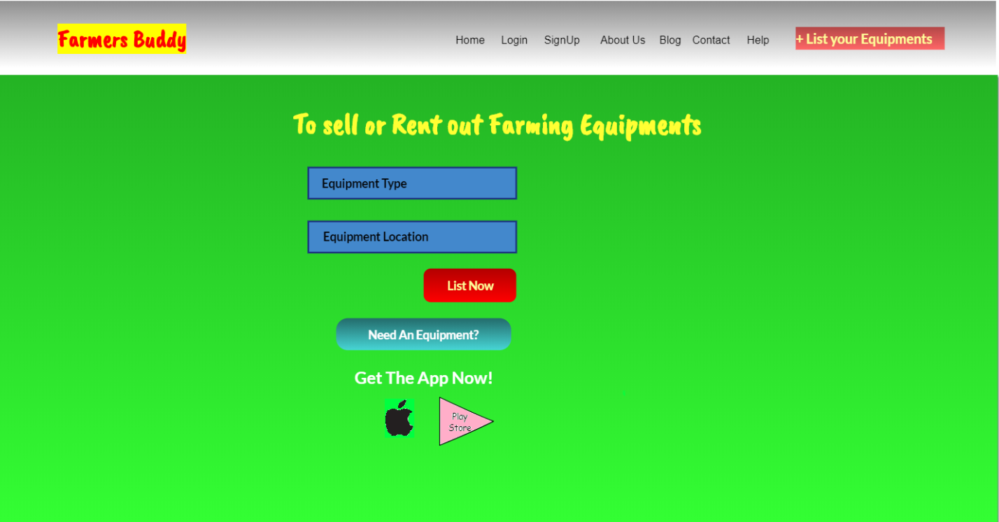 Farmers Buddy
Home Login SignUp About Us Blog Contact Help + List your Equipments
To sell or Rent out Farming Equipments
Equipment Type
Equipment Location
List Now
Need An Equipment?
Get The App Now!
Play
Store